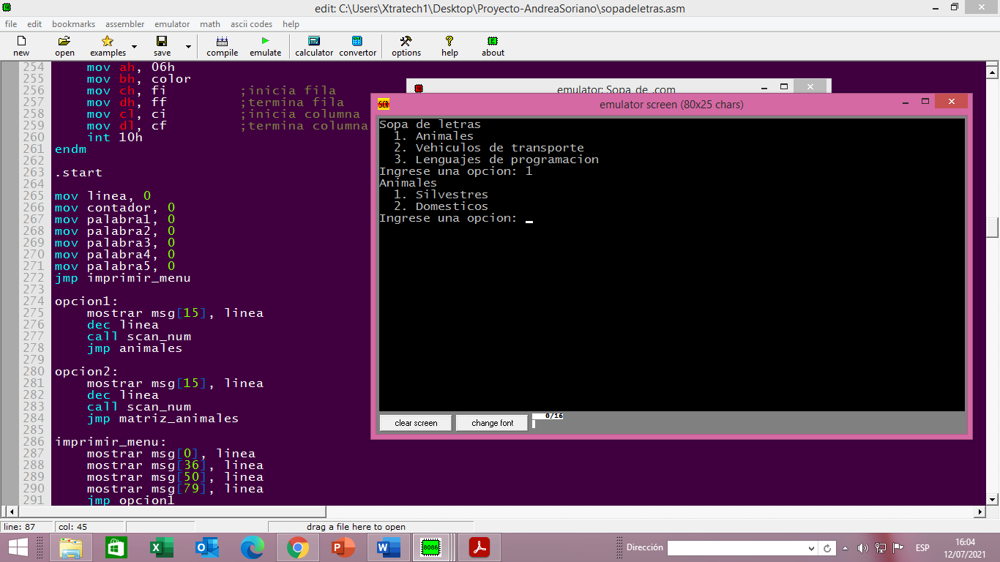 edit: C:\Users\Xtratech1\Desktop\Proyecto-AndreaSoriano\sopadeletras.asm
file edit bookmarks assembler emulator math ascii codes help
new open examples save compile emulate calculator convertor options help about
254 mov ah, 06h
255 mov bh, color
256 mov ch, fi ;inicia fila
257 mov dh, ff ;termina fila
258 mov cl, ci ;inicia columna
259 mov dl, cf ;termina columna
260 int 10h
261 endm
262
263 .start
264
265 mov linea, 0
266 mov contador, 0
267 mov palabra1, 0
268 mov palabra2, 0
269 mov palabra3, 0
270 mov palabra4, 0
271 mov palabra5, 0
272 jmp imprimir_menu
273
274 opcion1:
275 mostrar msg[15], linea
276 dec linea
277 call scan_num
278 jmp animales
279
280 opcion2:
281 mostrar msg[15], linea
282 dec linea
283 call scan_num
284 jmp matriz_animales
285
286 imprimir_menu:
287 mostrar msg[0], linea
288 mostrar msg[36], linea
289 mostrar msg[50], linea
290 mostrar msg[79], linea
291 jmp opcion1
emulator: Sopa de .com
SCR emulator screen (80x25 chars)
Sopa de letras
1. Animales
2. Vehiculos de transporte
3. Lenguajes de programacion
Ingrese una opcion: 1
Animales
1. Silvestres
2. Domesticos
Ingrese una opcion:
clear screen change font 0/16
line: 87 col: 45 drag a file here to open
8086 Dirección ESP 16:04
12/07/2021